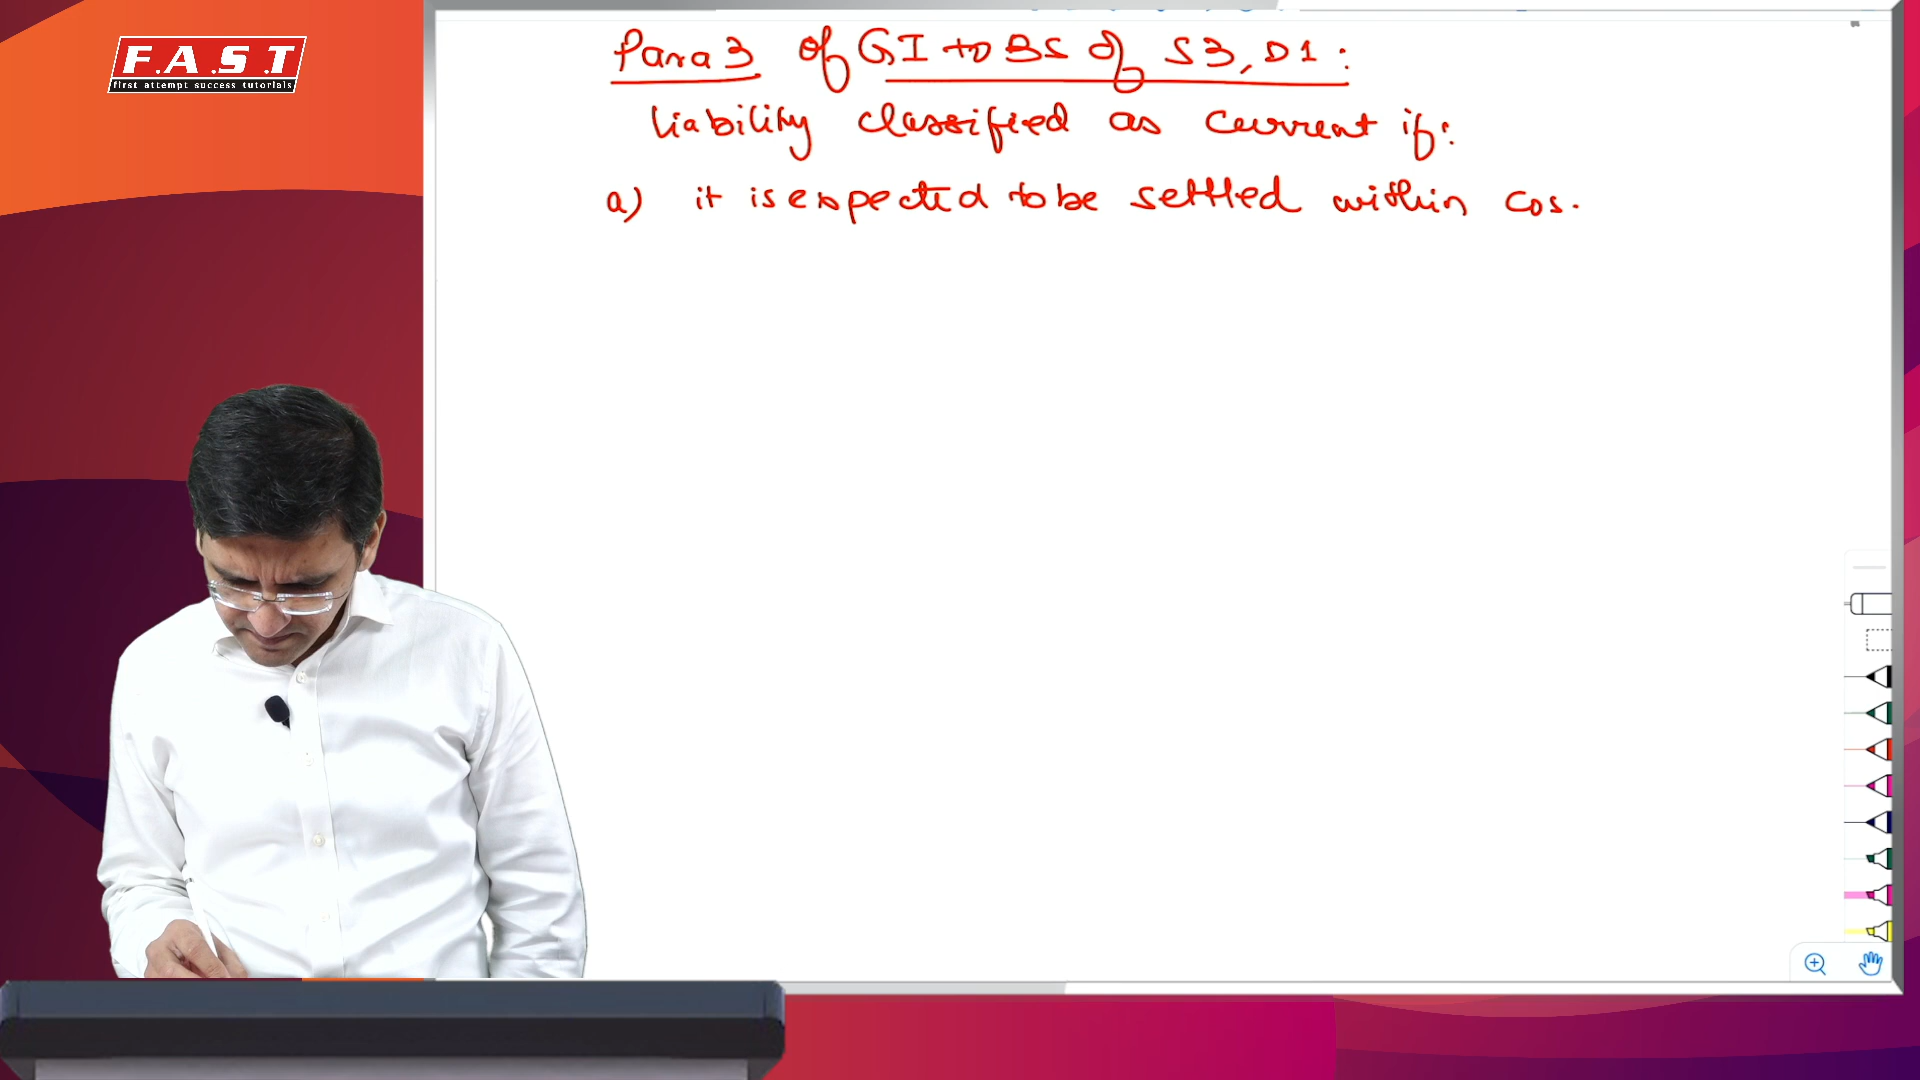 F.A.S.T
first attempt success tutorials
Para 3 of GI to BS of S3, D1:
liability classified as current if:
a) it is expected to be settled within cos.